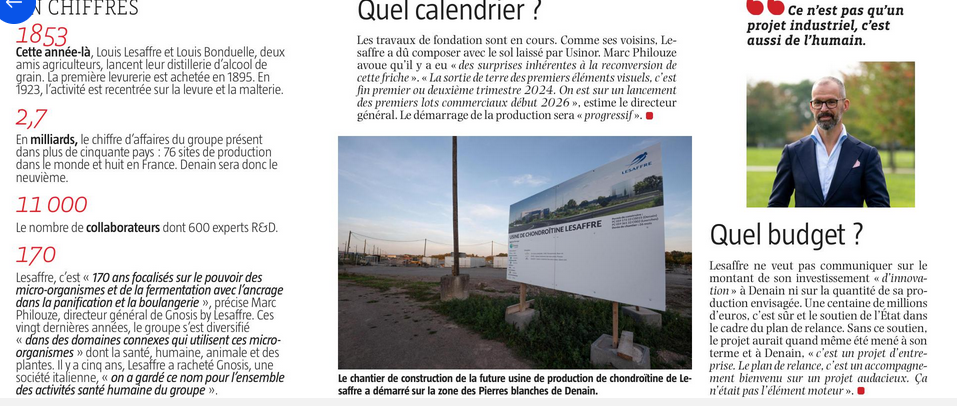 N CHIFFRES
1853
Cette année-là, Louis Lesaffre et Louis Bonduelle, deux
amis agriculteurs, lancent leur distillerie d'alcool de
grain. La première levurerie est achetée en 1895. En
1923, l'activité est recentrée sur la levure et la malterie.
2,7
En milliards, le chiffre d'affaires du groupe présent
dans plus de cinquante pays : 76 sites de production
dans le monde et huit en France. Denain sera donc le
neuvième.
11 000
Le nombre de collaborateurs dont 600 experts R&D.
170
Lesaffre, c'est « 170 ans focalisés sur le pouvoir des
micro-organismes et de la fermentation avec l'ancrage
dans la panification et la boulangerie », précise Marc
Philouze, directeur général de Gnosis by Lesaffre. Ces
vingt dernières années, le groupe s'est diversifié
« dans des domaines connexes qui utilisent ces micro-
organismes » dont la santé, humaine, animale et des
plantes. Il y a cinq ans, Lesaffre a racheté Gnosis, une
société italienne, « on a gardé ce nom pour l'ensemble
des activités santé humaine du groupe ».
Quel calendrier ?
Les travaux de fondation sont en cours. Comme ses voisins, Le-
saffre a dû composer avec le sol laissé par Usinor. Marc Philouze
avoue qu'il y a eu « des surprises inhérentes à la reconversion de
cette friche ». « La sortie de terre des premiers éléments visuels, c'est
fin premier ou deuxième trimestre 2024. On est sur un lancement
des premiers lots commerciaux début 2026 », estime le directeur
général. Le démarrage de la production sera « progressif ».
LESAFFRE
USINE DE CHONDROÏTINE LESAFFRE
Le chantier de construction de la future usine de production de chondroïtine de Le-
saffre a démarré sur la zone des Pierres blanches de Denain.
Ce n'est pas qu'un
projet industriel, c'est
aussi de l'humain.
Quel budget ?
Lesaffre ne veut pas communiquer sur le
montant de son investissement « d'innova-
tion » à Denain ni sur la quantité de sa pro-
duction envisagée. Une centaine de millions
d'euros, c'est sûr et le soutien de l'État dans
le cadre du plan de relance. Sans ce soutien,
le projet aurait quand même été mené à son
terme et à Denain, « c'est un projet d'entre-
prise. Le plan de relance, c'est un accompagne-
ment bienvenu sur un projet audacieux. Ça
n'était pas l'élément moteur ».